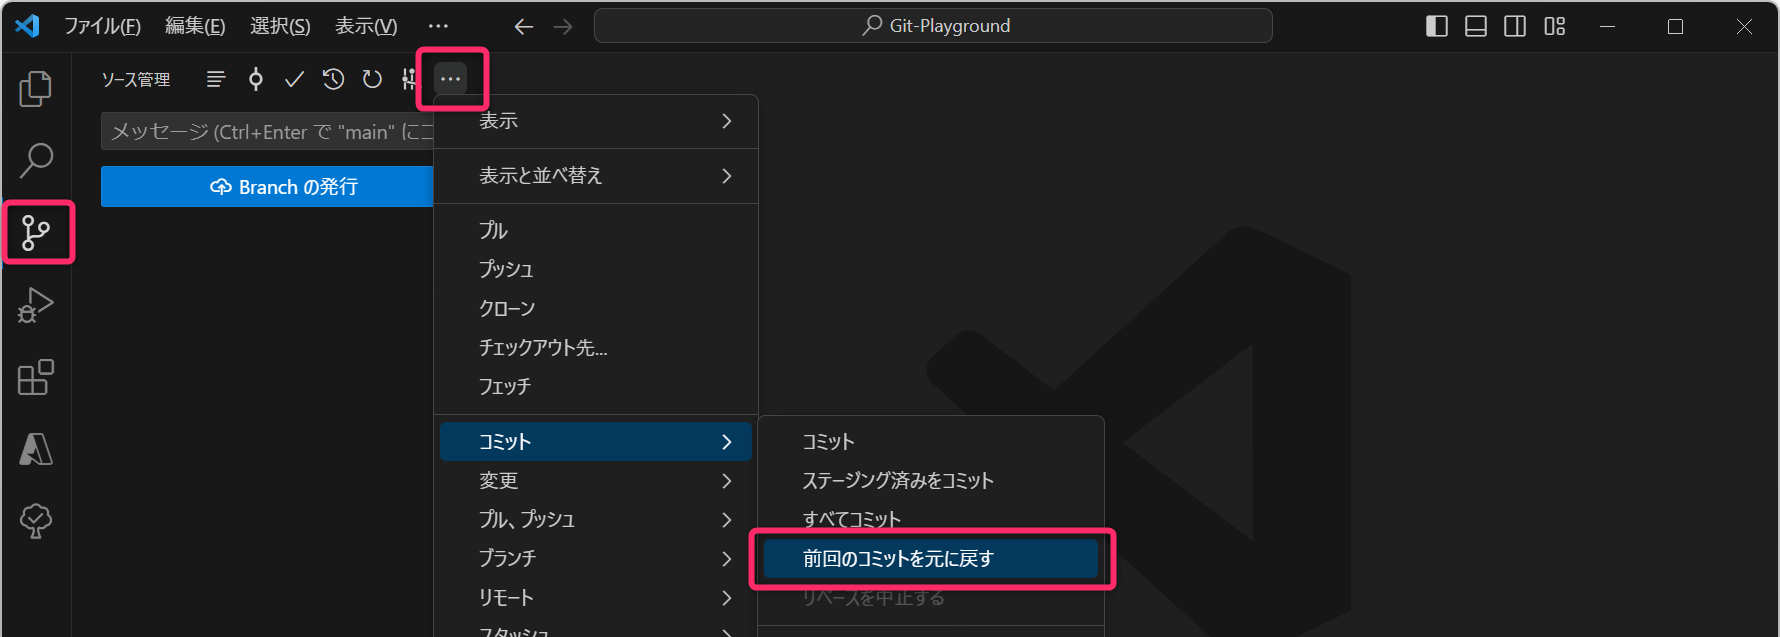 ファイル(F) 編集(E) 選択(S) 表示(V) ··· Git-Playground
ソース管理 ···
メッセージ (Ctrl+Enter で "main" にコ
Branch の発行
表示
表示と並べ替え
プル
プッシュ
クローン
チェックアウト先...
フェッチ
コミット
変更
プル、プッシュ
ブランチ
リモート
スタッシュ
コミット
ステージング済みをコミット
すべてコミット
前回のコミットを元に戻す
リベースを中止する